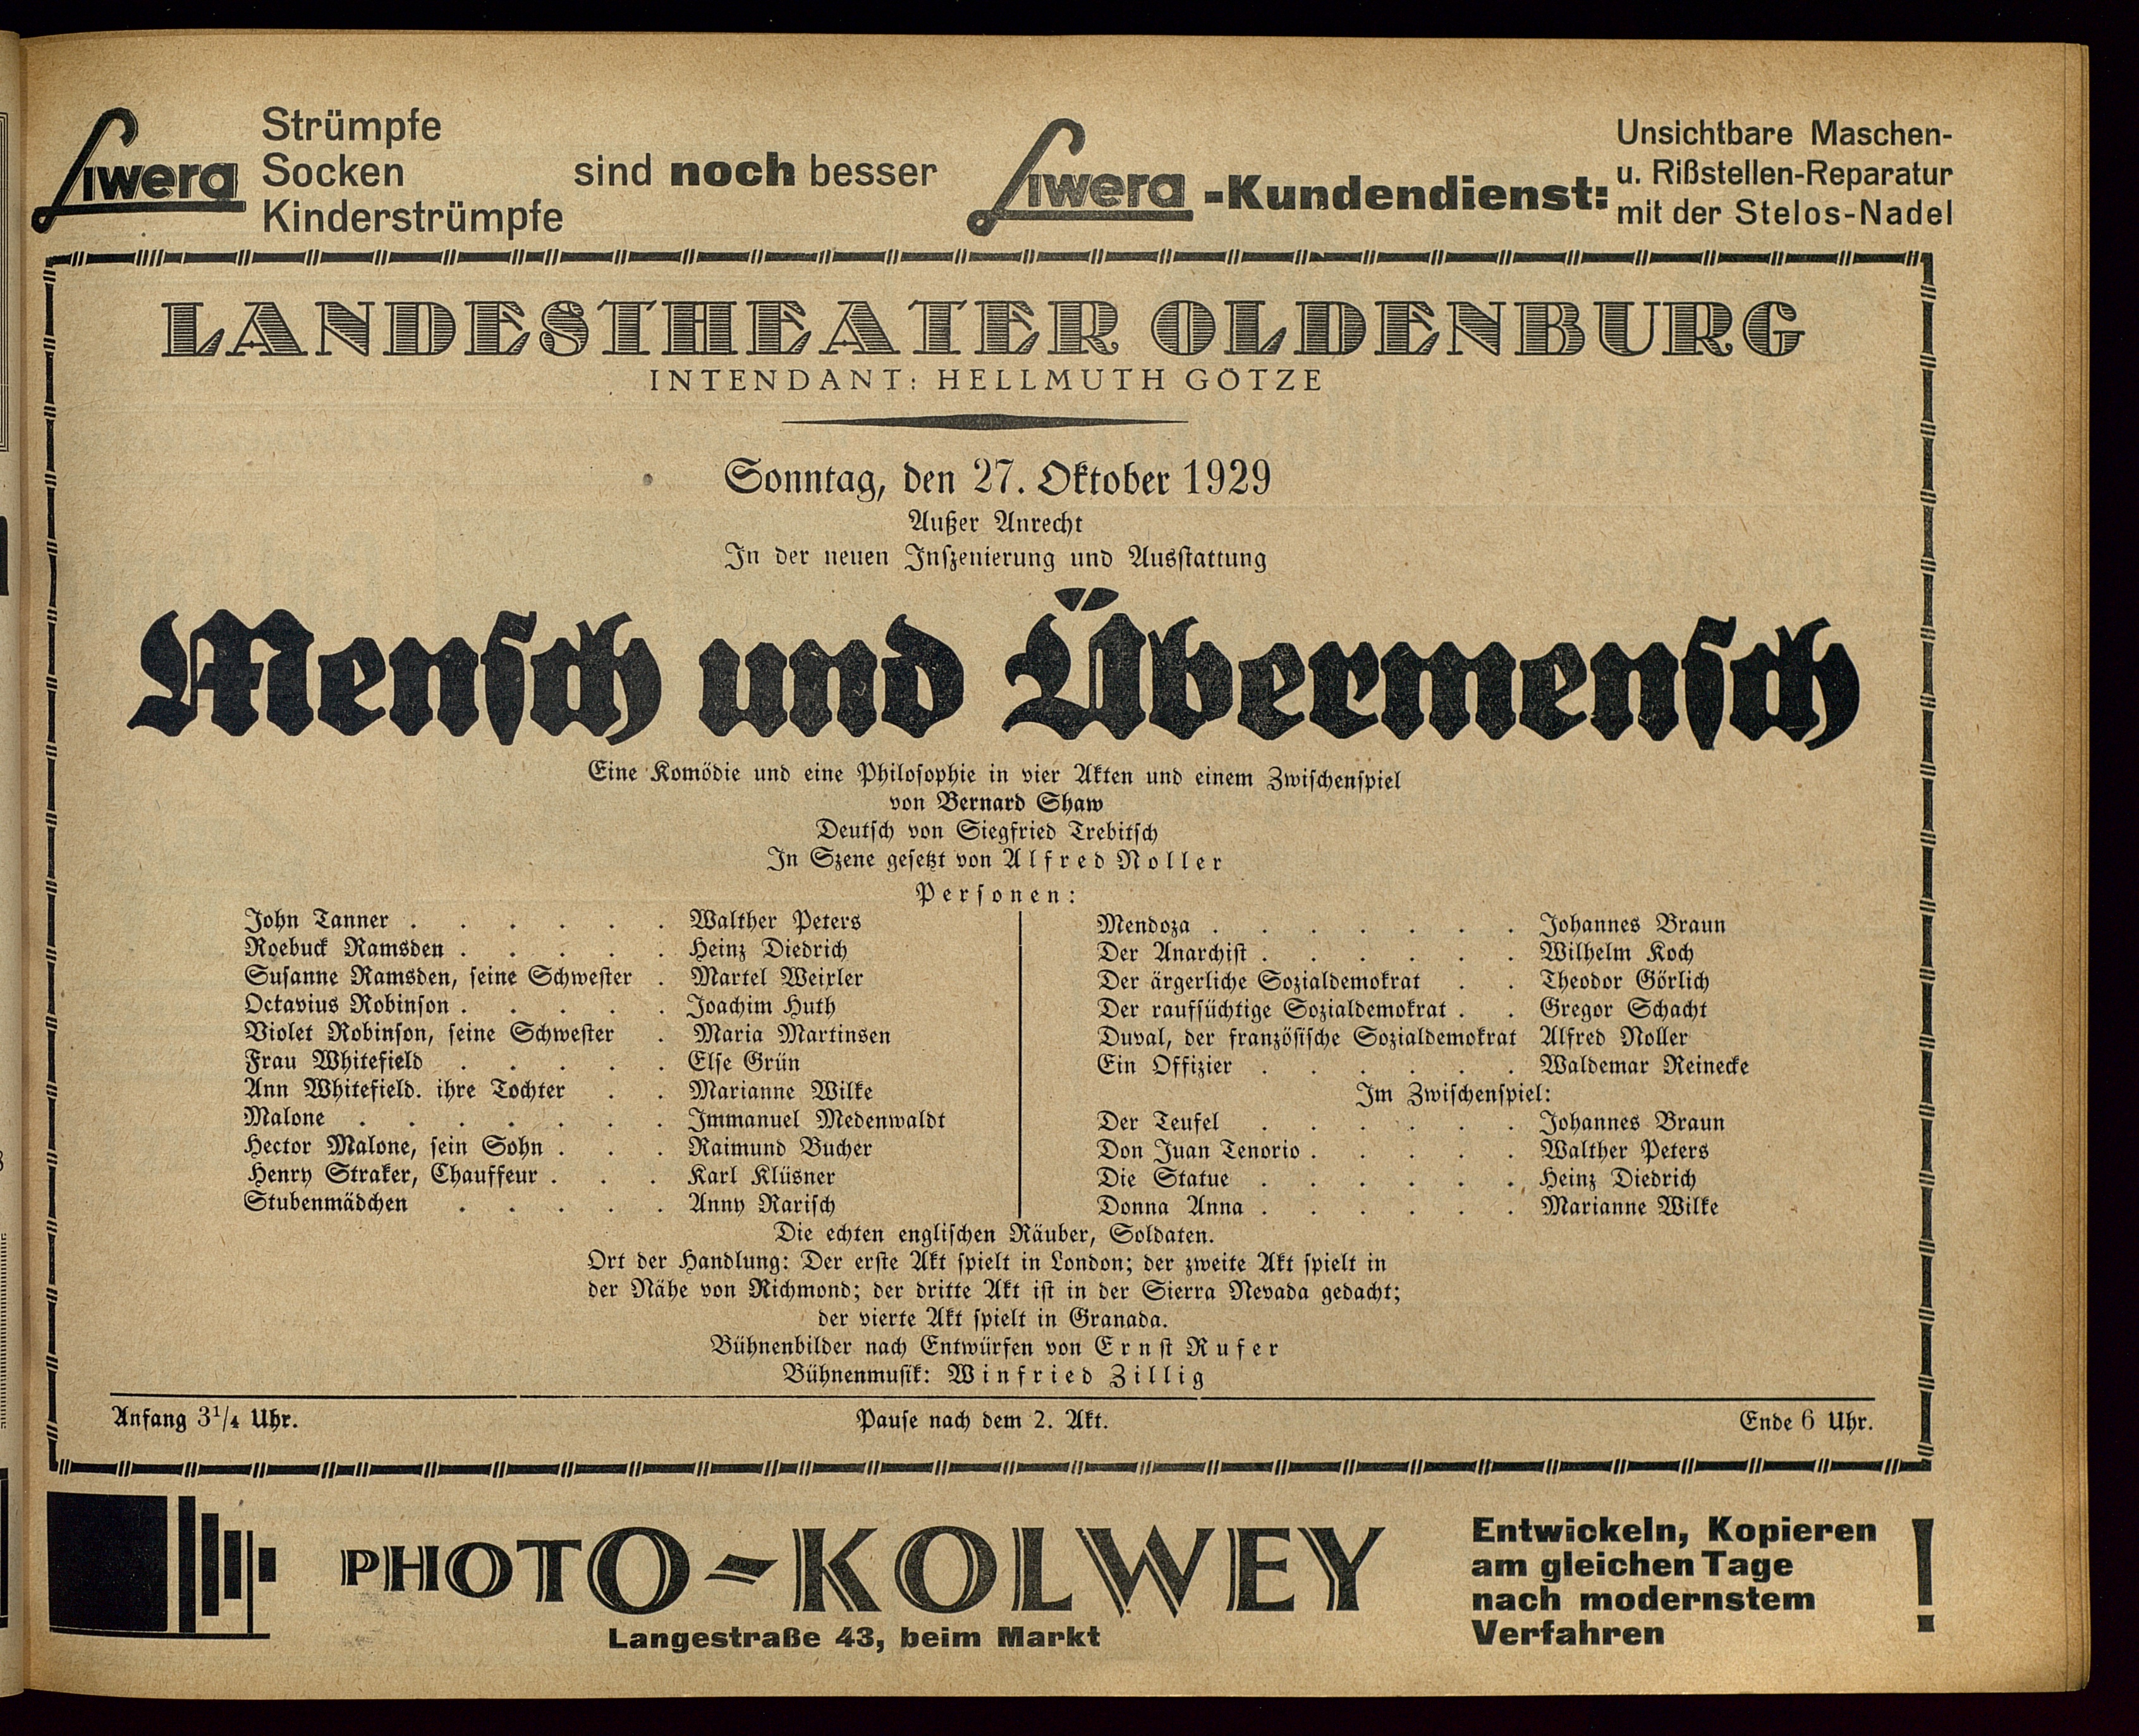 Siwera
Strümpfe
Socken
Kinderstrümpfe
sind noch besser
Siwera-Kundendienst:
Unsichtbare Maschen-
u. Rißstellen-Reparatur
mit der Stelos-Nadel
LANDESTHEATER OLDENBURG
INTENDANT: HELLMUTH GÖTZE
Sonntag, den 27. Oktober 1929
Außer Anrecht
In der neuen Inszenierung und Ausstattung
Mensch und Übermensch
Eine Komödie und eine Philosophie in vier Akten und einem Zwischenspiel
von Bernard Shaw
Deutsch von Siegfried Trebitsch
In Szene gesetzt von Alfred Noller
Personen:
John Tanner . . . . . . Walther Peters
Roebuck Ramsden . . . . . Heinz Diedrich
Susanne Ramsden, seine Schwester . Martel Weixler
Octavius Robinson . . . . . Joachim Huth
Violet Robinson, seine Schwester . Maria Martinsen
Frau Whitefield . . . . . Else Grün
Ann Whitefield. ihre Tochter . . Marianne Wilke
Malone . . . . . . . Immanuel Medenwaldt
Hector Malone, sein Sohn . . . Raimund Bucher
Henry Straker, Chauffeur . . . Karl Klüsner
Stubenmädchen . . . . . Anny Rarisch
Mendoza . . . . . . . Johannes Braun
Der Anarchist . . . . . . Wilhelm Koch
Der ärgerliche Sozialdemokrat . . Theodor Görlich
Der raufsüchtige Sozialdemokrat . . Gregor Schacht
Duval, der französische Sozialdemokrat Alfred Noller
Ein Offizier . . . . . . Waldemar Reinecke
Im Zwischenspiel:
Der Teufel . . . . . . Johannes Braun
Don Juan Tenorio . . . . . Walther Peters
Die Statue . . . . . . Heinz Diedrich
Donna Anna . . . . . . Marianne Wilke
Die echten englischen Räuber, Soldaten.
Ort der Handlung: Der erste Akt spielt in London; der zweite Akt spielt in
der Nähe von Richmond; der dritte Akt ist in der Sierra Nevada gedacht;
der vierte Akt spielt in Granada.
Bühnenbilder nach Entwürfen von Ernst Rufer
Bühnenmusik: Winfried Zillig
Anfang 3¹/₄ Uhr. Pause nach dem 2. Akt. Ende 6 Uhr.
PHOTO-KOLWEY
Langestraße 43, beim Markt
Entwickeln, Kopieren
am gleichen Tage
nach modernstem
Verfahren
!